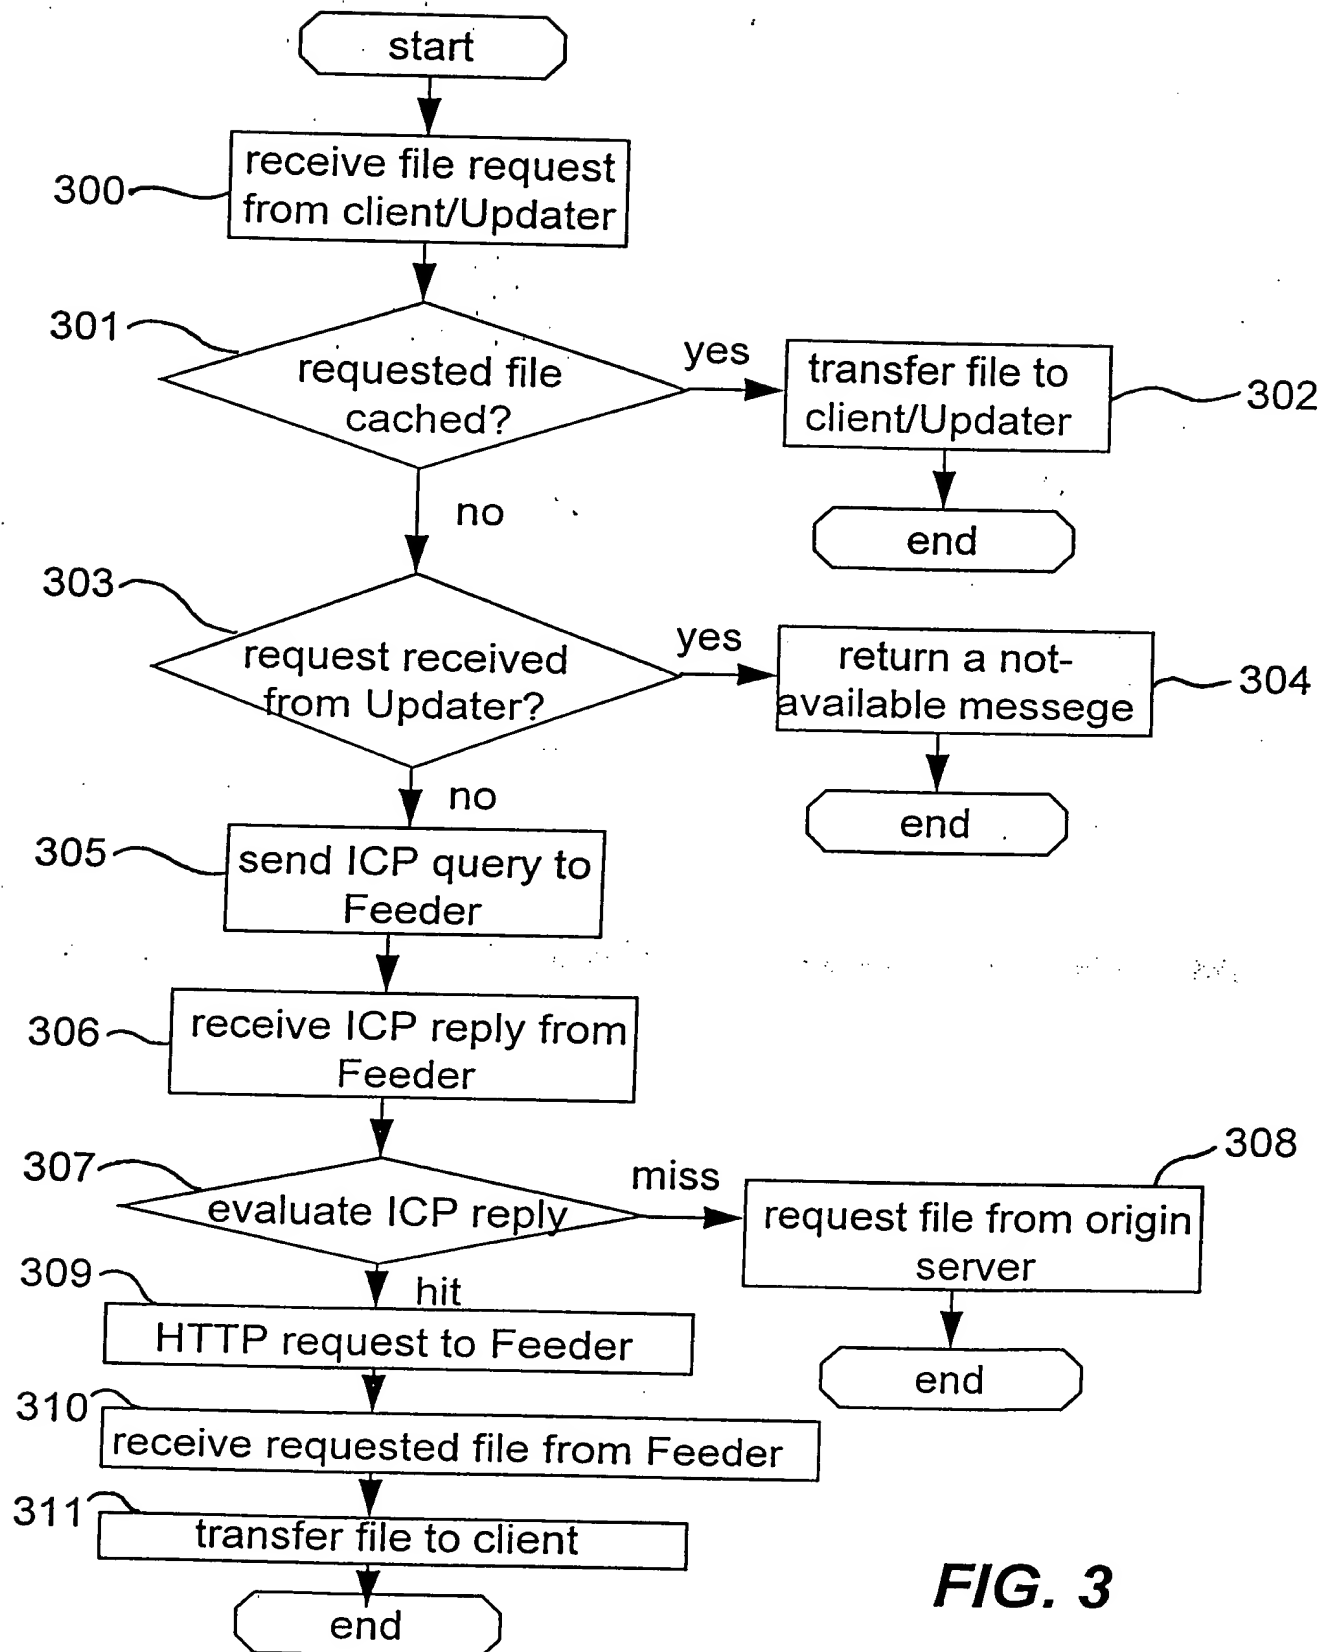 start
300
receive file request
from client/Updater
301
requested file
cached?
yes
transfer file to
client/Updater
302
end
no
303
request received
from Updater?
yes
return a not-
available messege
304
end
no
305
send ICP query to
Feeder
306
receive ICP reply from
Feeder
307
evaluate ICP reply
miss
308
request file from origin
server
end
hit
309
HTTP request to Feeder
310
receive requested file from Feeder
311
transfer file to client
end
FIG. 3